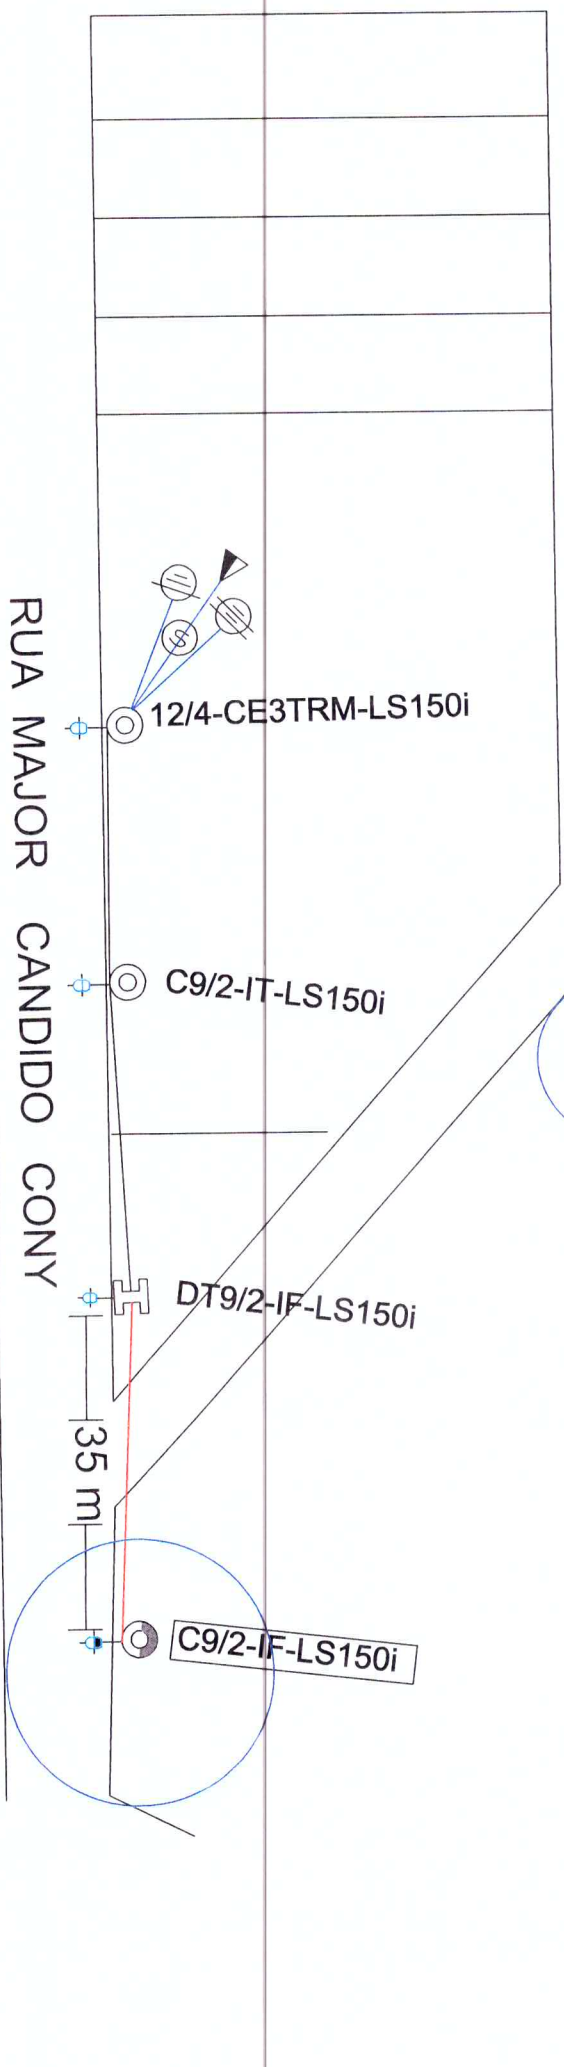 S
12/4-CE3TRM-LS150i
RUA MAJOR CANDIDO CONY
C9/2-IT-LS150i
DT9/2-IF-LS150i
35 m
C9/2-IF-LS150i